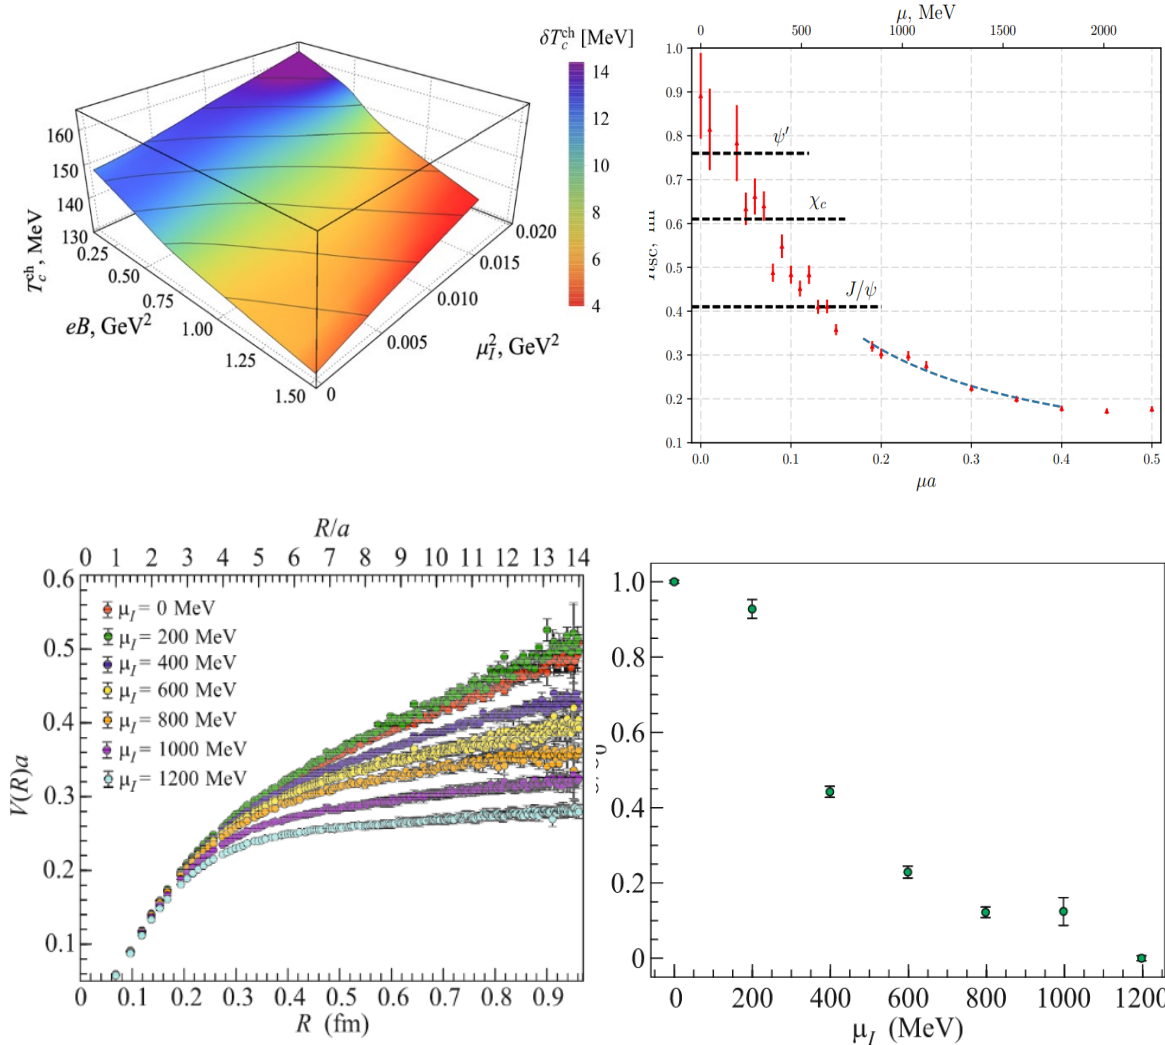 δT_c^ch [MeV]
14
12
10
8
6
4
160
150
140
130
T_c^ch, MeV
0.25
0.50
0.75
1.00
1.25
1.50
eB, GeV²
0
0.005
0.010
0.015
0.020
μ_I², GeV²
μ, MeV
0 500 1000 1500 2000
1.0
0.9
0.8
0.7
0.6
0.5
0.4
0.3
0.2
0.1
ψ′
χ_c
J/ψ
0.0 0.1 0.2 0.3 0.4 0.5
μa
R/a
0 1 2 3 4 5 6 7 8 9 10 11 12 13 14
0.6
0.5
0.4
0.3
0.2
0.1
V(R)a
μ_I = 0 MeV
μ_I = 200 MeV
μ_I = 400 MeV
μ_I = 600 MeV
μ_I = 800 MeV
μ_I = 1000 MeV
μ_I = 1200 MeV
0 0.1 0.2 0.3 0.4 0.5 0.6 0.7 0.8 0.9
R (fm)
1.0
0.8
0.6
0.4
0.2
0
0 200 400 600 800 1000 1200
μ_I (MeV)